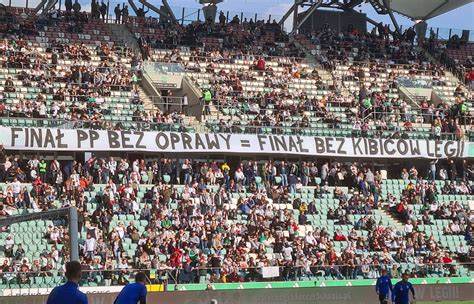 FINAŁ PP BEZ OPRAWY = FINAŁ BEZ KIBICÓW LEGII